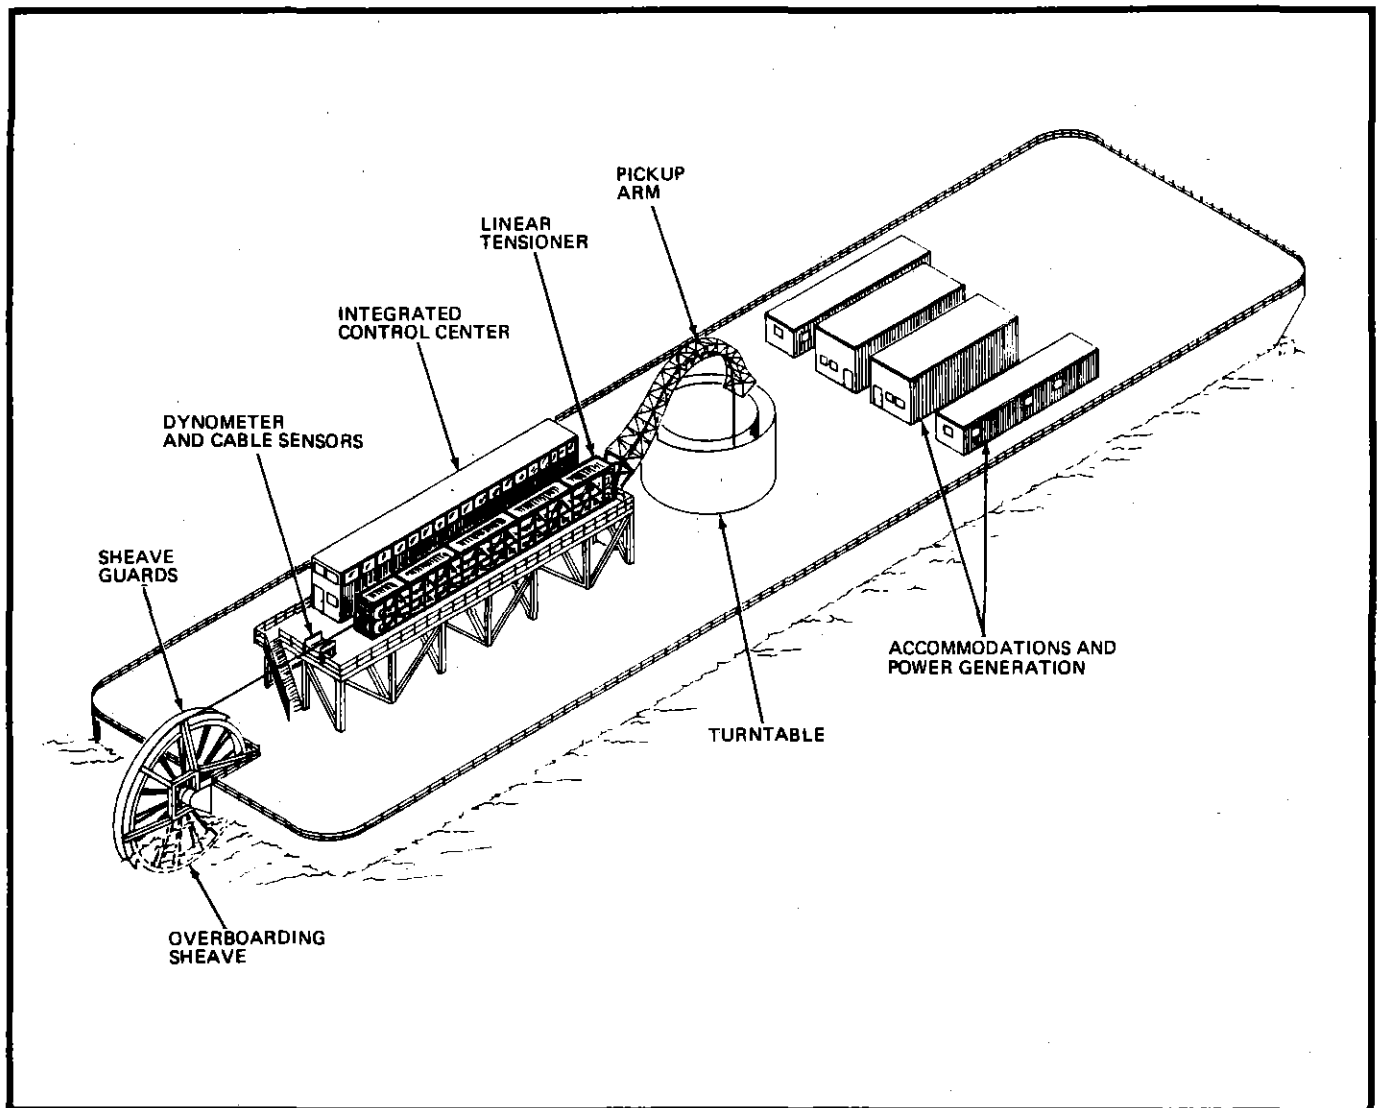 PICKUP
ARM
LINEAR
TENSIONER
INTEGRATED
CONTROL CENTER
DYNOMETER
AND CABLE SENSORS
SHEAVE
GUARDS
ACCOMMODATIONS AND
POWER GENERATION
TURNTABLE
OVERBOARDING
SHEAVE